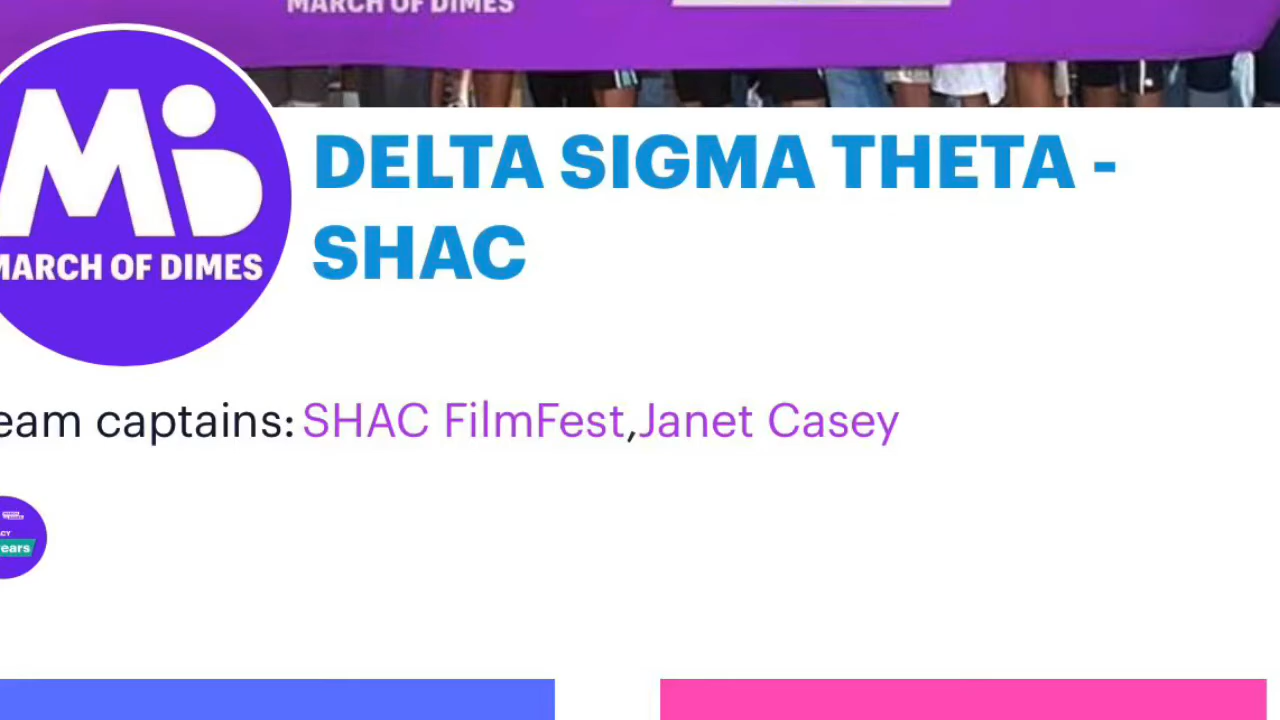 MARCH OF DIMES
DELTA SIGMA THETA -
SHAC
MARCH OF DIMES
eam captains: SHAC FilmFest, Janet Casey
ears